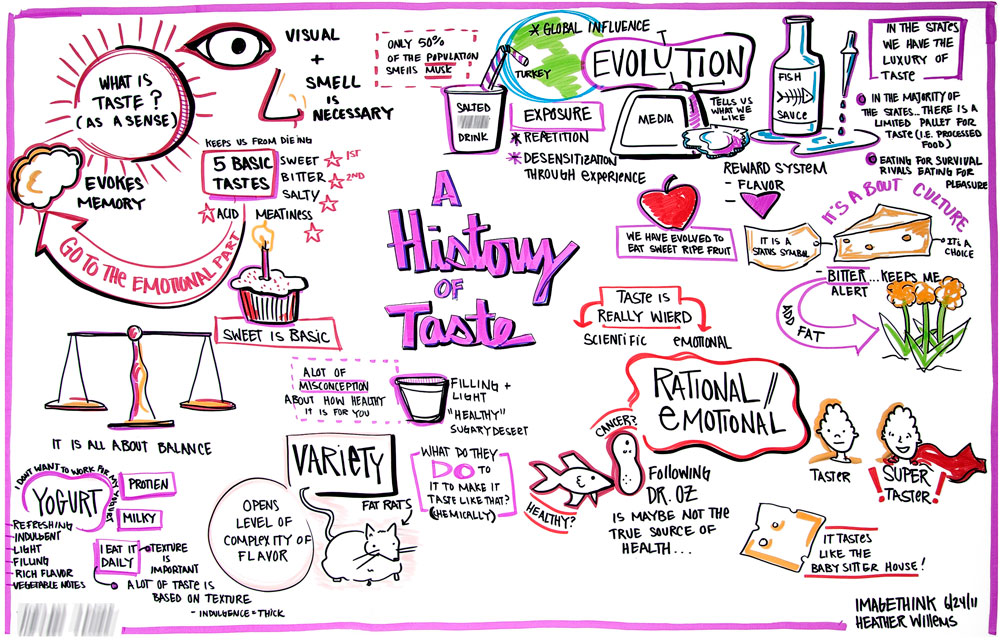 WHAT IS
TASTE?
(AS A SENSE)
VISUAL
+
SMELL
IS
NECESSARY
EVOKES
MEMORY
KEEPS US FROM DIEING
5 BASIC
TASTES
SWEET
1ST
BITTER
2ND
SALTY
ACID
MEATINESS
GO TO THE EMOTIONAL PART
SWEET IS BASIC
ONLY 50%
OF THE POPULATION
SMELLS MUSK
* GLOBAL INFLUENCE
TURKEY
SALTED
DRINK
EVOLUTION
EXPOSURE
* REPETITION
* DESENSITIZATION
THROUGH EXPERIENCE
MEDIA
TELLS US
WHAT WE
LIKE
FISH
SAUCE
REWARD SYSTEM
- FLAVOR
-
WE HAVE EVOLVED TO
EAT SWEET RIPE FRUIT
IN THE STATES
WE HAVE THE
LUXURY OF
TASTE
IN THE MAJORITY OF
THE STATES... THERE IS A
LIMITED PALLET FOR
TASTE (I.E. PROCESSED
FOOD)
EATING FOR SURVIVAL
RIVALS EATING FOR
PLEASURE
IT'S ABOUT CULTURE
IT IS A
STATUS SYMBOL
IT IS A
CHOICE
- BITTER... KEEPS ME
ALERT
ADD FAT
A
History
OF
Taste
TASTE IS
REALLY WIERD
SCIENTIFIC
EMOTIONAL
RATIONAL/
eMOTIONAL
IT IS ALL ABOUT BALANCE
A LOT OF
MISCONCEPTION
ABOUT HOW HEALTHY
IT IS FOR YOU
FILLING +
LIGHT
"HEALTHY"
SUGARY DESERT
I DON'T WANT TO WORK FOR MY YOGURT
YOGURT
PROTIEN
MILKY
REFRESHING
INDULGENT
LIGHT
FILLING
RICH FLAVOR
VEGETABLE NOTES
I EAT IT
DAILY
TEXTURE
IS
IMPORTANT
A LOT OF TASTE IS
BASED ON TEXTURE
- INDULGENCE = THICK
VARIETY
OPENS
LEVEL OF
COMPLEXITY OF
FLAVOR
FAT RATS
WHAT DO THEY
DO TO
IT TO MAKE IT
TASTE LIKE THAT?
(CHEMICALLY)
CANCER?
HEALTHY?
FOLLOWING
DR. OZ
IS MAYBE NOT THE
TRUE SOURCE OF
HEALTH...
TASTER
SUPER
TASTER!
IT TASTES
LIKE THE
BABY SITTER HOUSE!
IMAGETHINK 6/24/11
HEATHER WILLEMS